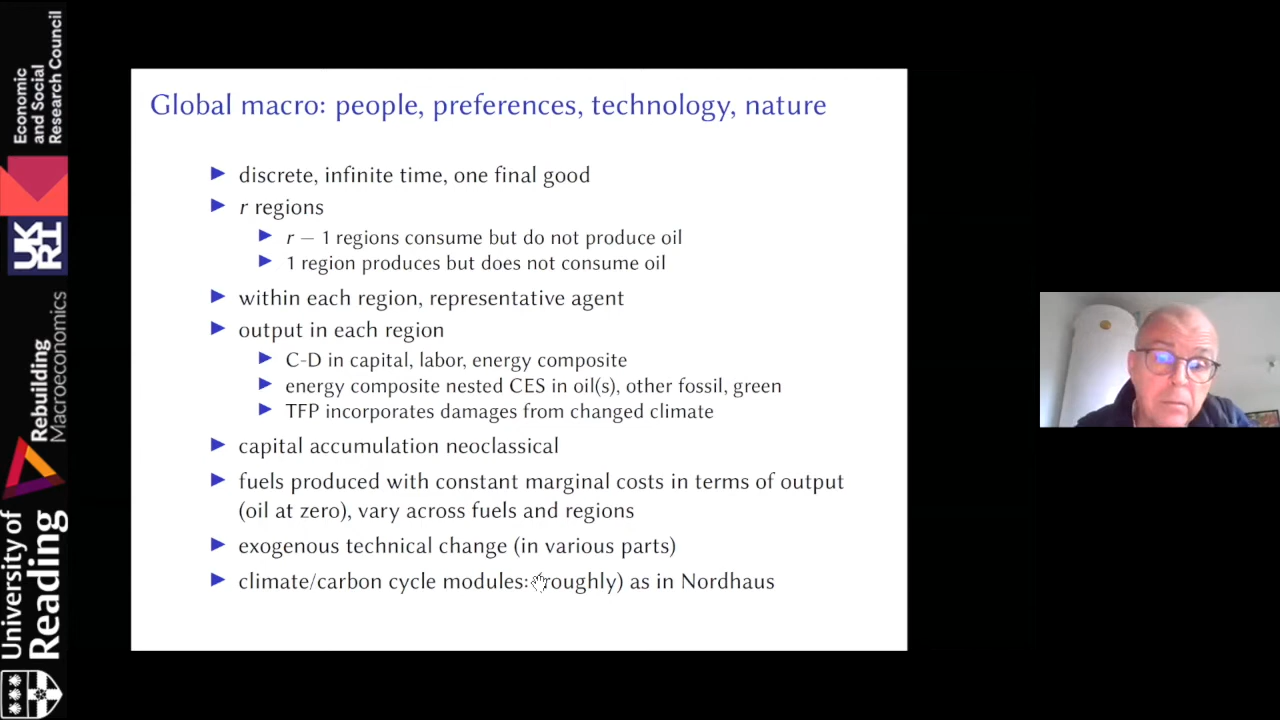 Economic
and Social
Research Council
UK
RI
Rebuilding
Macroeconomics
University of
Reading
Global macro: people, preferences, technology, nature
▶ discrete, infinite time, one final good
▶ r regions
▶ r − 1 regions consume but do not produce oil
▶ 1 region produces but does not consume oil
▶ within each region, representative agent
▶ output in each region
▶ C-D in capital, labor, energy composite
▶ energy composite nested CES in oil(s), other fossil, green
▶ TFP incorporates damages from changed climate
▶ capital accumulation neoclassical
▶ fuels produced with constant marginal costs in terms of output
(oil at zero), vary across fuels and regions
▶ exogenous technical change (in various parts)
▶ climate/carbon cycle modules: (roughly) as in Nordhaus